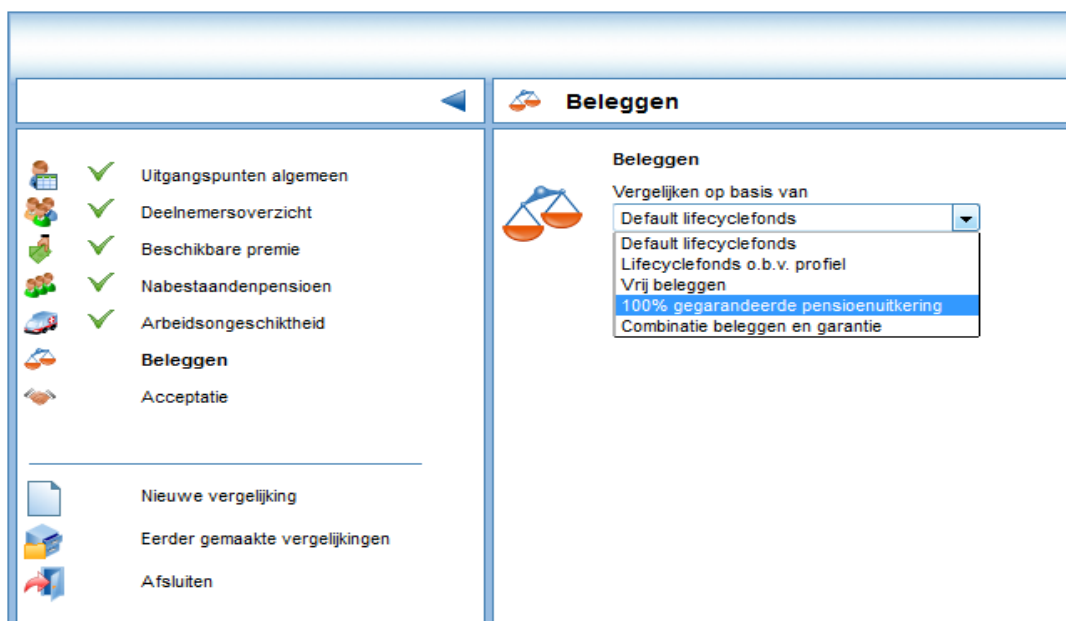 Beleggen
Uitgangspunten algemeen
Deelnemersoverzicht
Beschikbare premie
Nabestaandenpensioen
Arbeidsongeschiktheid
Beleggen
Acceptatie
Nieuwe vergelijking
Eerder gemaakte vergelijkingen
Afsluiten
Beleggen
Vergelijken op basis van
Default lifecyclefonds
Default lifecyclefonds
Lifecyclefonds o.b.v. profiel
Vrij beleggen
100% gegarandeerde pensioenuitkering
Combinatie beleggen en garantie